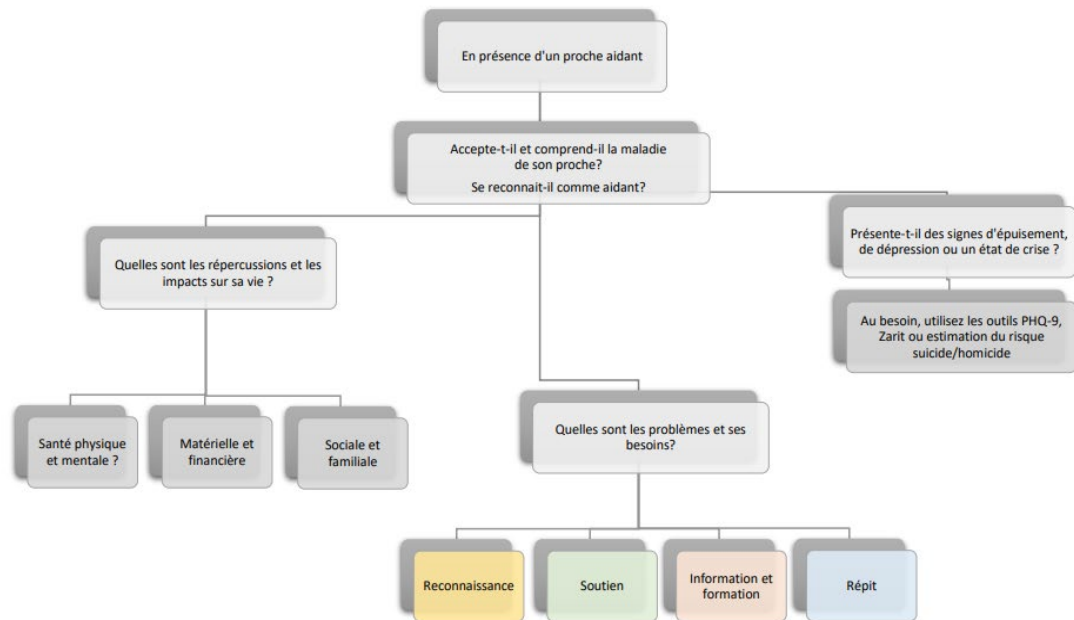 En présence d'un proche aidant
Accepte-t-il et comprend-il la maladie
de son proche?
Se reconnait-il comme aidant?
Quelles sont les répercussions et les
impacts sur sa vie ?
Présente-t-il des signes d'épuisement,
de dépression ou un état de crise ?
Au besoin, utilisez les outils PHQ-9,
Zarit ou estimation du risque
suicide/homicide
Santé physique
et mentale ?
Matérielle et
financière
Sociale et
familiale
Quelles sont les problèmes et ses
besoins?
Reconnaissance
Soutien
Information et
formation
Répit